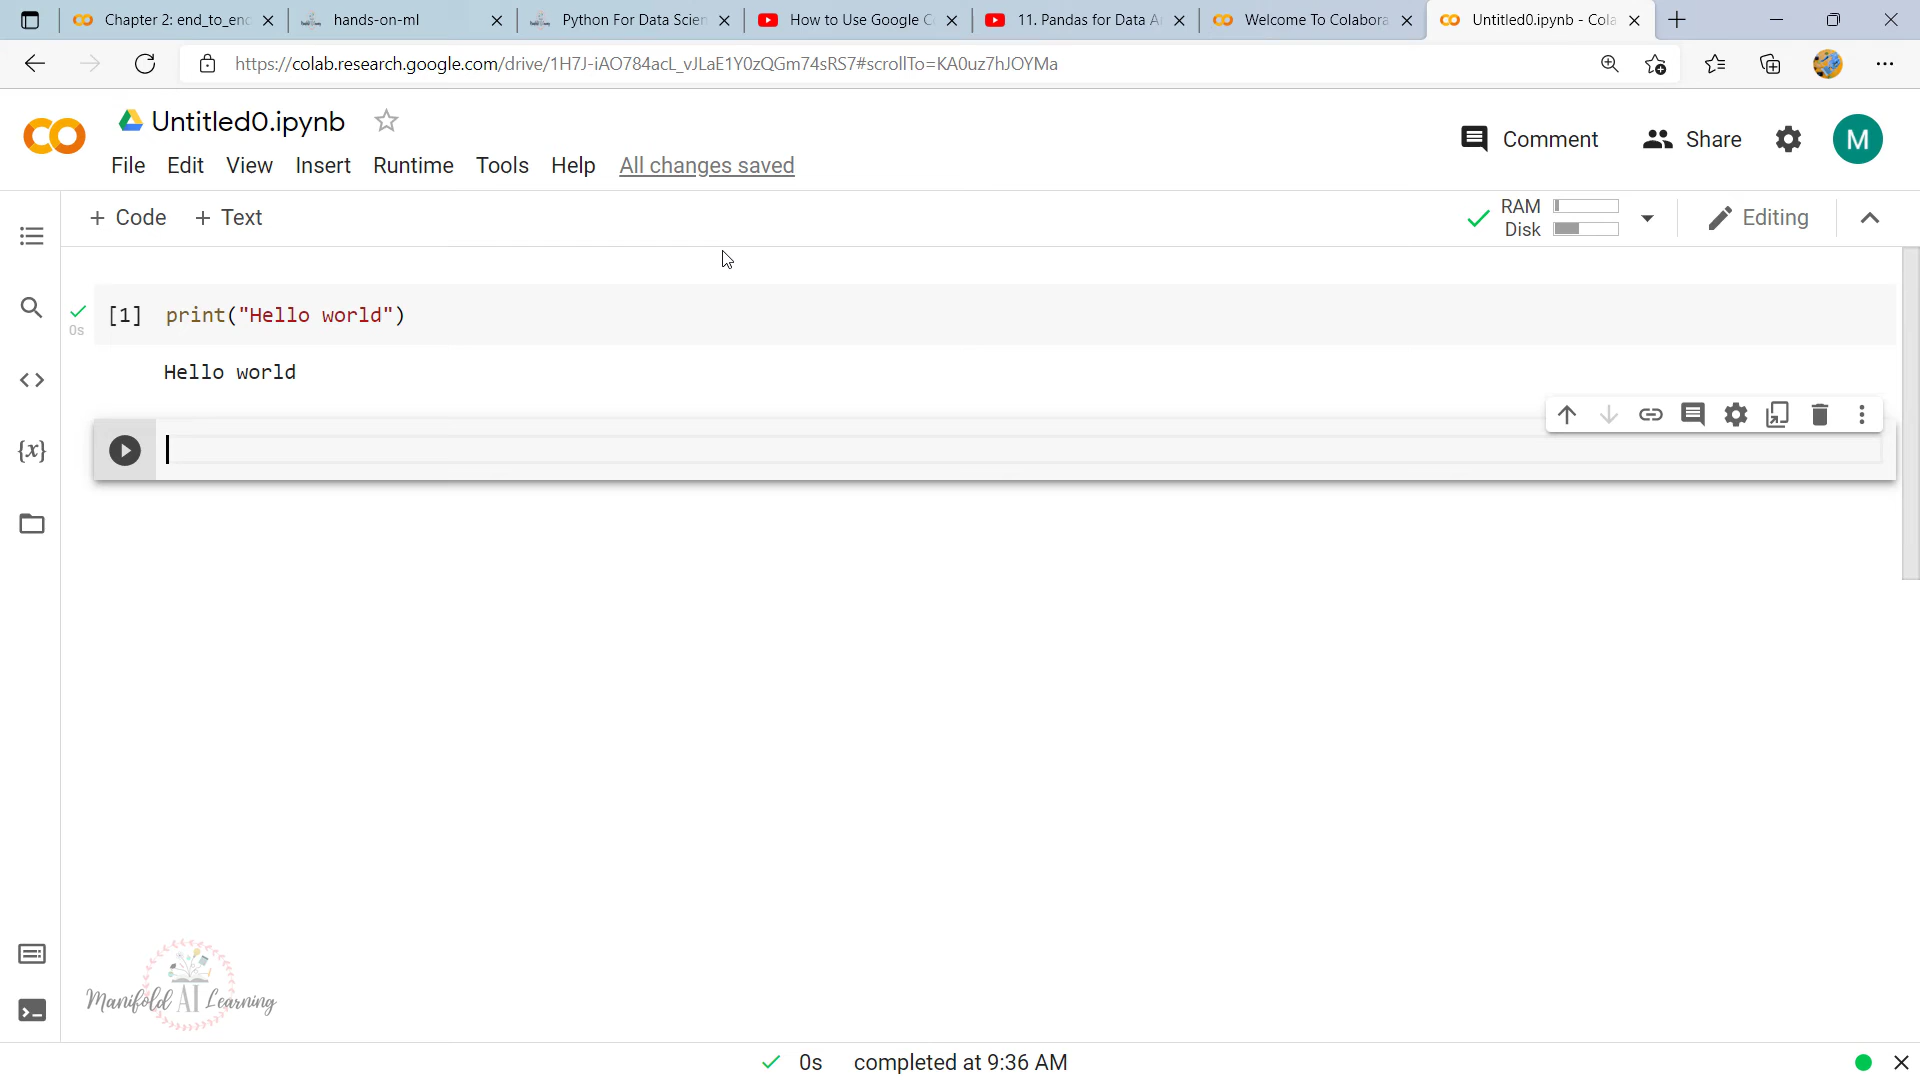 Chapter 2: end_to_en
hands-on-ml
Python For Data Scien
How to Use Google C
11. Pandas for Data A
Welcome To Colabora
Untitled0.ipynb - Cola
https://colab.research.google.com/drive/1H7J-iAO784acL_vJLaE1Y0zQGm74sRS7#scrollTo=KA0uz7hJOYMa
Untitled0.ipynb
Comment
Share
M
File Edit View Insert Runtime Tools Help All changes saved
+ Code + Text
RAM
Disk
Editing
[1] print("Hello world")
0s
Hello world
{x}
Manifold AI Learning
0s completed at 9:36 AM